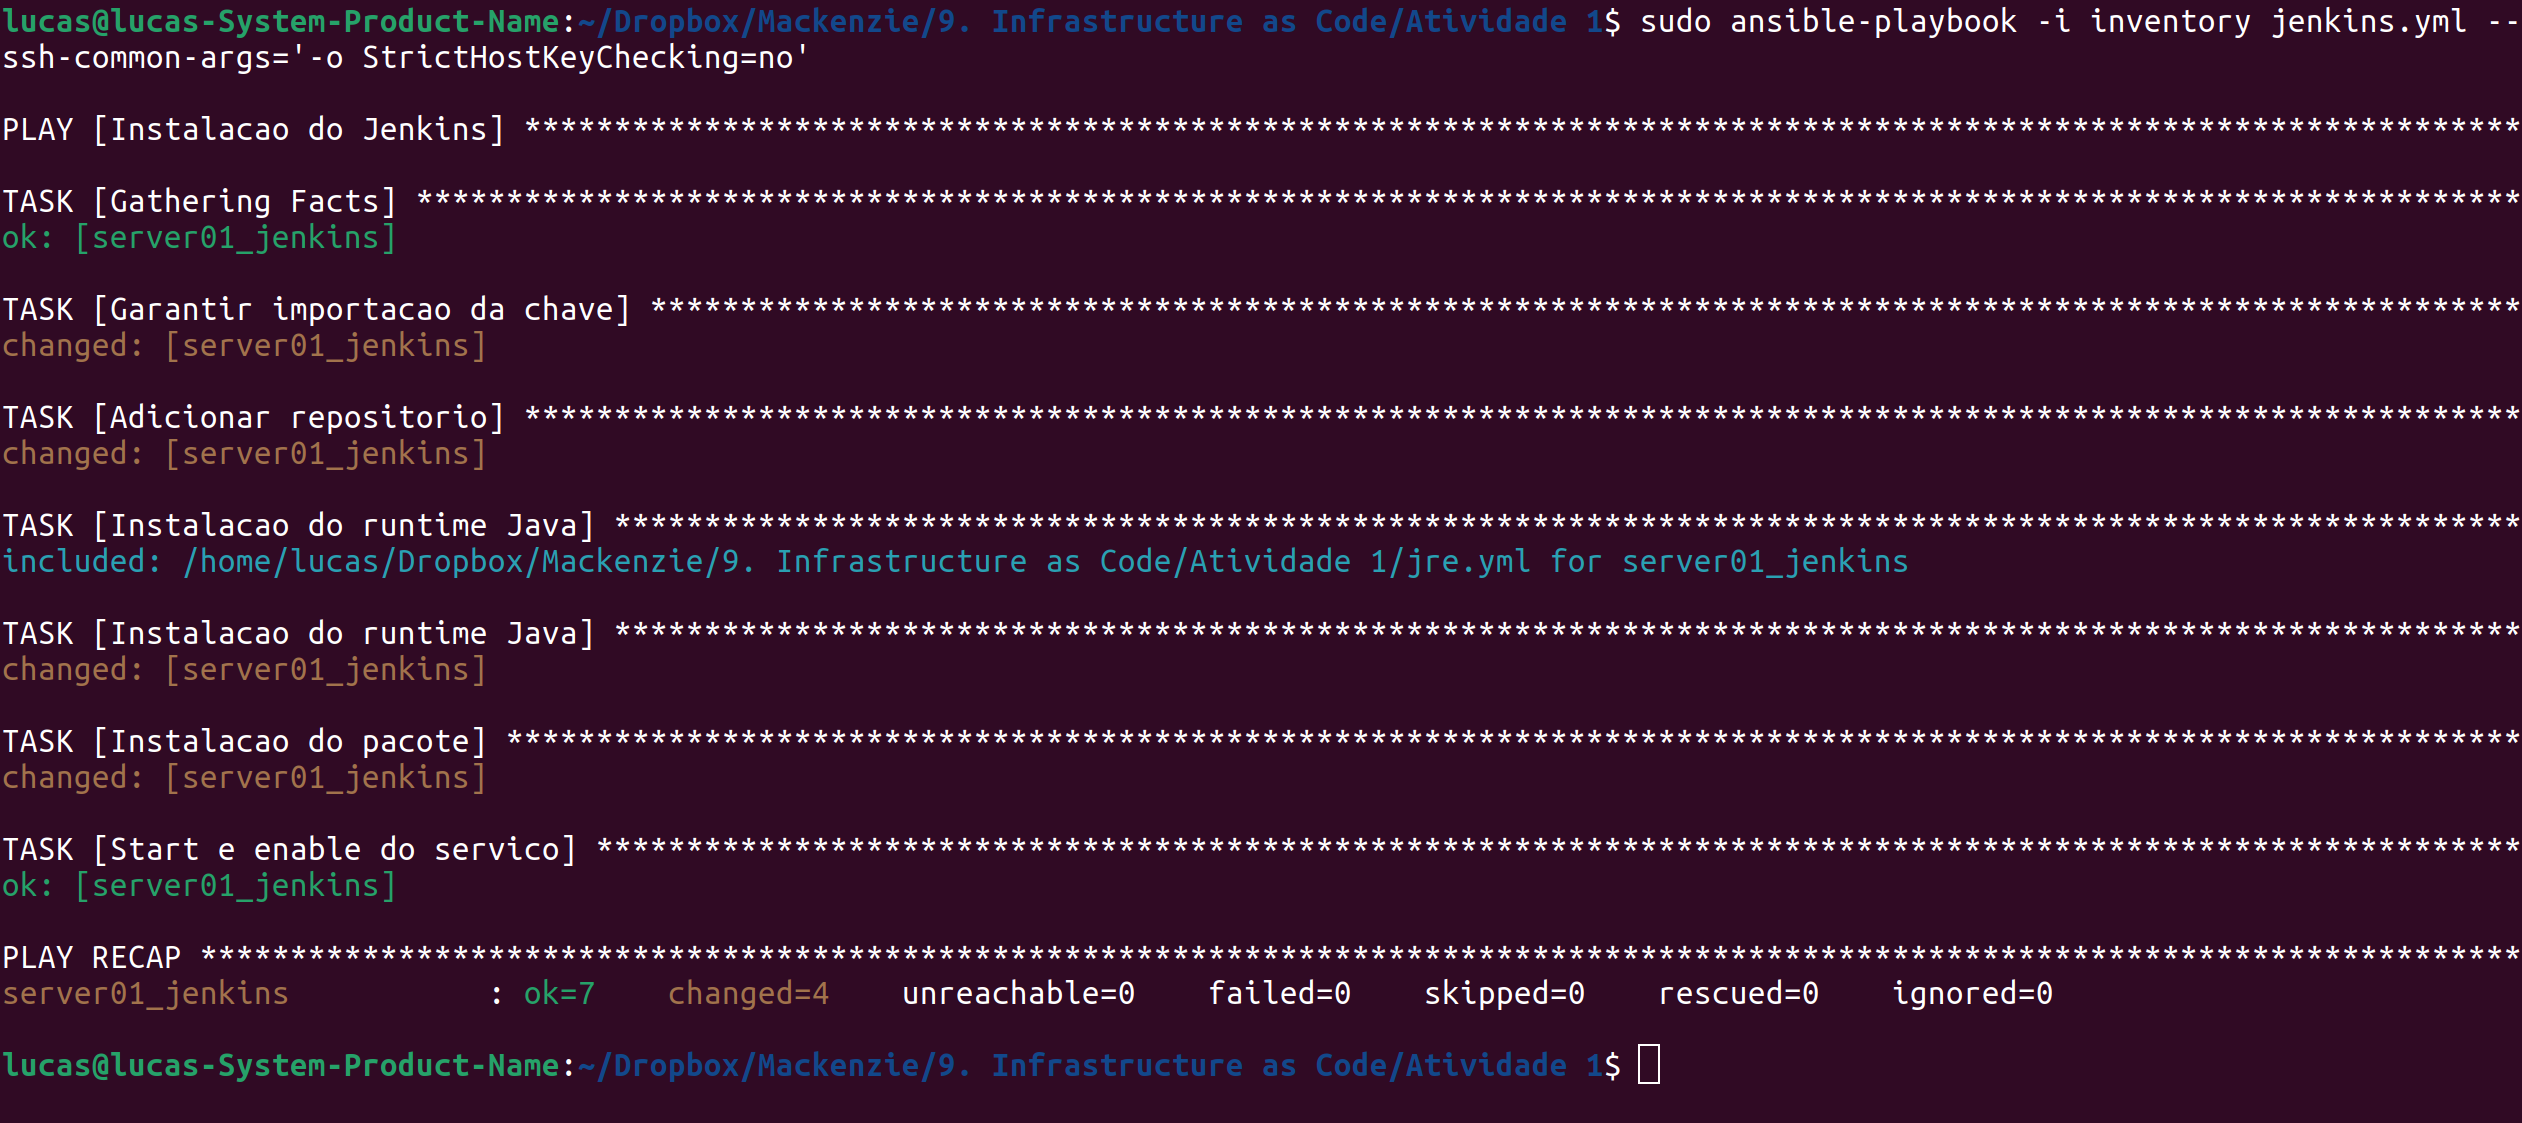 lucas@lucas-System-Product-Name:~/Dropbox/Mackenzie/9. Infrastructure as Code/Atividade 1$ sudo ansible-playbook -i inventory jenkins.yml --
ssh-common-args='-o StrictHostKeyChecking=no'
PLAY [Instalacao do Jenkins] ***************************************************************************************************************
TASK [Gathering Facts] *********************************************************************************************************************
ok: [server01_jenkins]
TASK [Garantir importacao da chave] ********************************************************************************************************
changed: [server01_jenkins]
TASK [Adicionar repositorio] ***************************************************************************************************************
changed: [server01_jenkins]
TASK [Instalacao do runtime Java] **********************************************************************************************************
included: /home/lucas/Dropbox/Mackenzie/9. Infrastructure as Code/Atividade 1/jre.yml for server01_jenkins
TASK [Instalacao do runtime Java] **********************************************************************************************************
changed: [server01_jenkins]
TASK [Instalacao do pacote] ****************************************************************************************************************
changed: [server01_jenkins]
TASK [Start e enable do servico] ***********************************************************************************************************
ok: [server01_jenkins]
PLAY RECAP *********************************************************************************************************************************
server01_jenkins           : ok=7    changed=4    unreachable=0    failed=0    skipped=0    rescued=0    ignored=0
lucas@lucas-System-Product-Name:~/Dropbox/Mackenzie/9. Infrastructure as Code/Atividade 1$